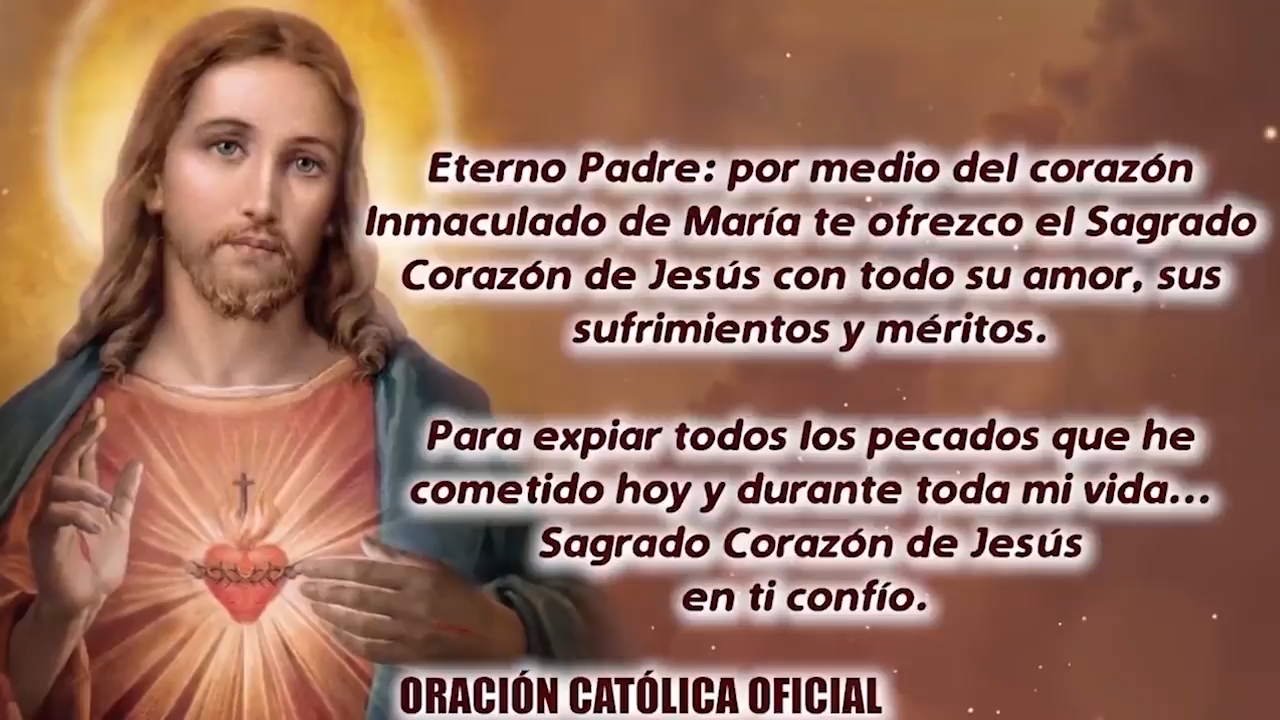 Eterno Padre: por medio del corazón
Inmaculado de María te ofrezco el Sagrado
Corazón de Jesús con todo su amor, sus
sufrimientos y méritos.
Para expiar todos los pecados que he
cometido hoy y durante toda mi vida...
Sagrado Corazón de Jesús
en ti confío.
ORACIÓN CATÓLICA OFICIAL